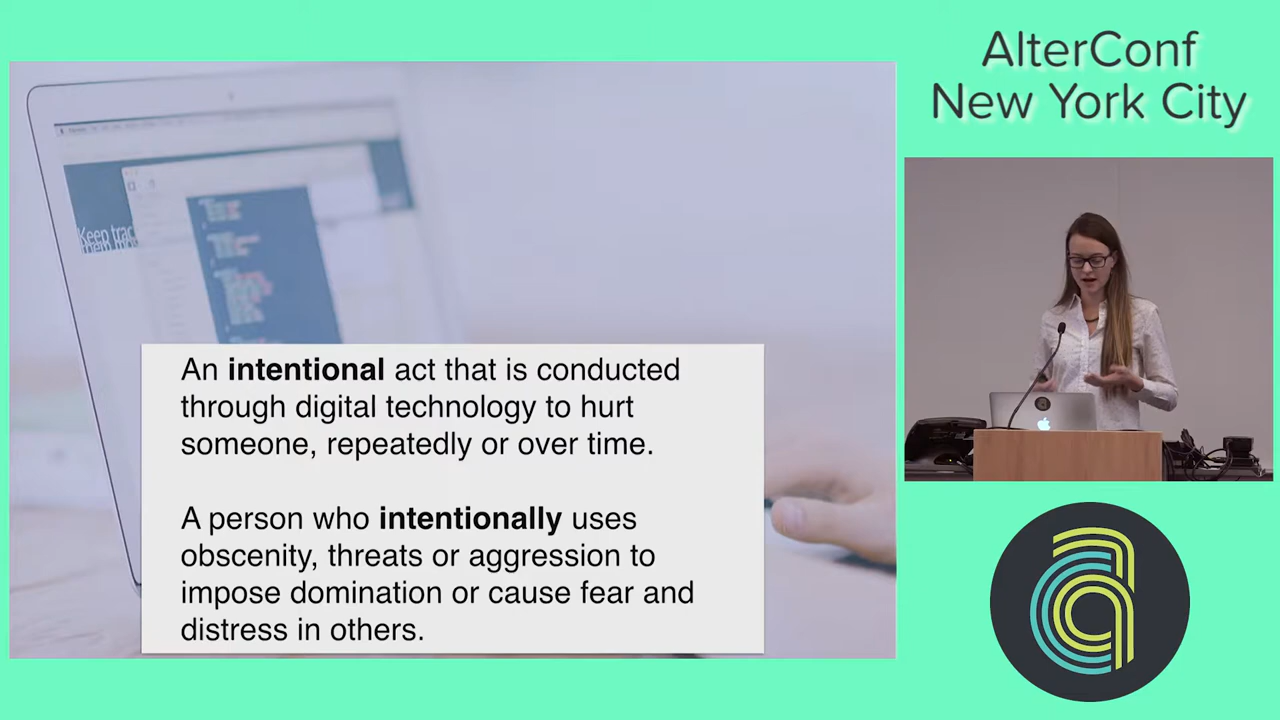 AlterConf
New York City
Keep trac
An intentional act that is conducted
through digital technology to hurt
someone, repeatedly or over time.
A person who intentionally uses
obscenity, threats or aggression to
impose domination or cause fear and
distress in others.